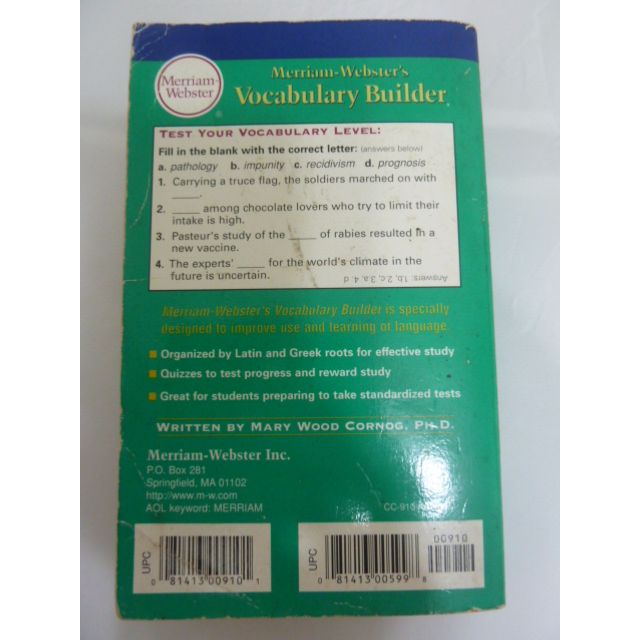 Merriam-
Webster
Merriam-Webster's
Vocabulary Builder
TEST YOUR VOCABULARY LEVEL:
Fill in the blank with the correct letter: (answers below)
a. pathology b. impunity c. recidivism d. prognosis
1. Carrying a truce flag, the soldiers marched on with
_____.
2. _____ among chocolate lovers who try to limit their
intake is high.
3. Pasteur's study of the _____ of rabies resulted in a
new vaccine.
4. The experts' _____ for the world's climate in the
future is uncertain.
Answers: 1.b, 2.c, 3.a, 4.d
Merriam-Webster's Vocabulary Builder is specially
designed to improve use and learning of language.
Organized by Latin and Greek roots for effective study
Quizzes to test progress and reward study
Great for students preparing to take standardized tests
WRITTEN BY MARY WOOD CORNOG, PH.D.
Merriam-Webster Inc.
P.O. Box 281
Springfield, MA 01102
http://www.m-w.com
AOL keyword: MERRIAM
UPC
0 81413 00910 1
UPC
0 81413 00599 8
00910